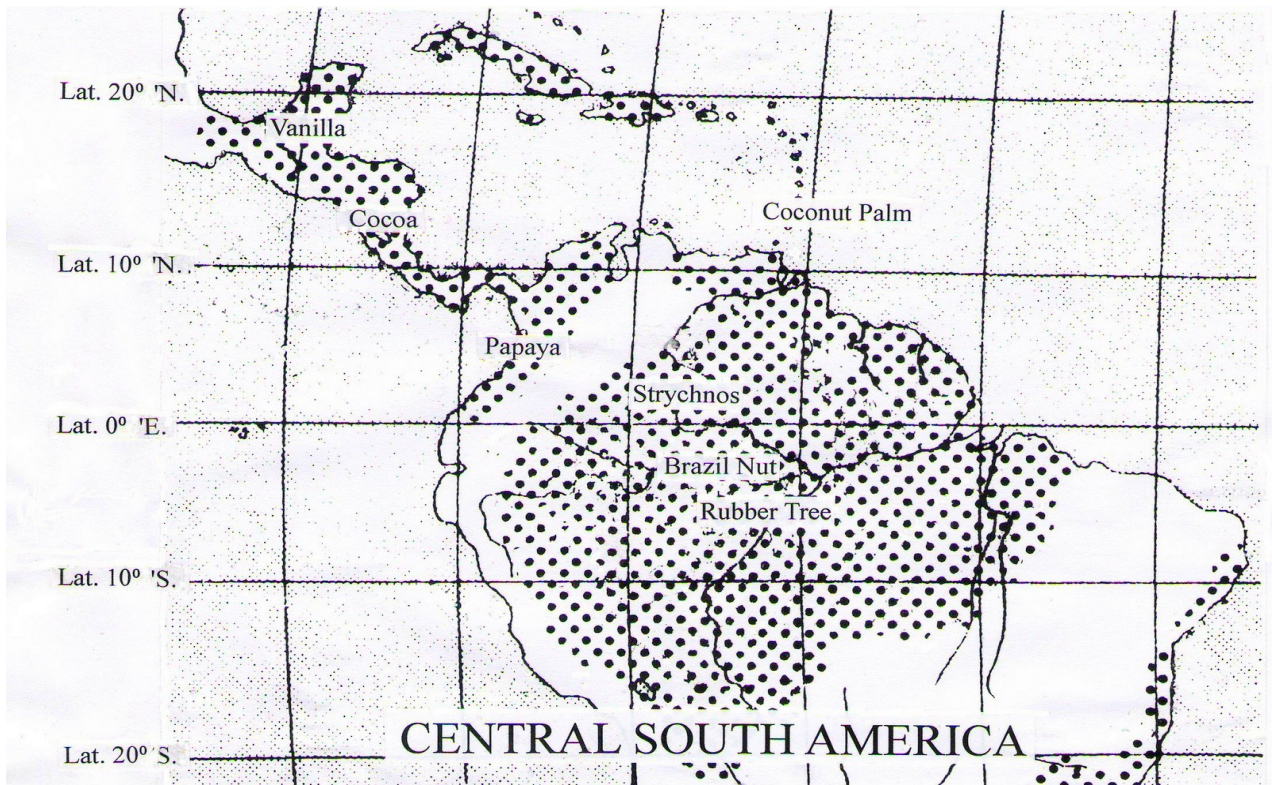 Lat. 20º 'N.
Vanilla
Cocoa
Coconut Palm
Lat. 10º 'N..
Papaya
Strychnos
Lat. 0º 'E.
Brazil Nut
Rubber Tree
Lat. 10º 'S.
CENTRAL SOUTH AMERICA
Lat. 20º S.